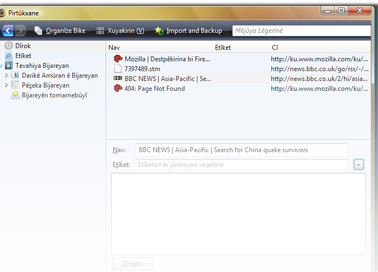 Pirtûkxane
Organîze Bike Xuyakirin (V) Import and Backup Mêjûya Lêgerînê
Dîrok
Etîket
Tevahiya Bijareyan
Darikê Amûran ê Bijareyan
Pêşeka Bijareyan
Bijareyên tomarnebûyî
Nav Etîket Cî
Mozilla | Destpêkirina bi Fire... http://ku.www.mozilla.com/ku/...
7397489.stm http://news.bbc.co.uk/go/rss/-/...
BBC NEWS | Asia-Pacific | Se... http://news.bbc.co.uk/2/hi/asia...
404: Page Not Found http://ku.www.mozilla.com/ku/...
Nav: BBC NEWS | Asia-Pacific | Search for China quake survivors
Etîket: Etîketan bi jîraveyan veqetîne